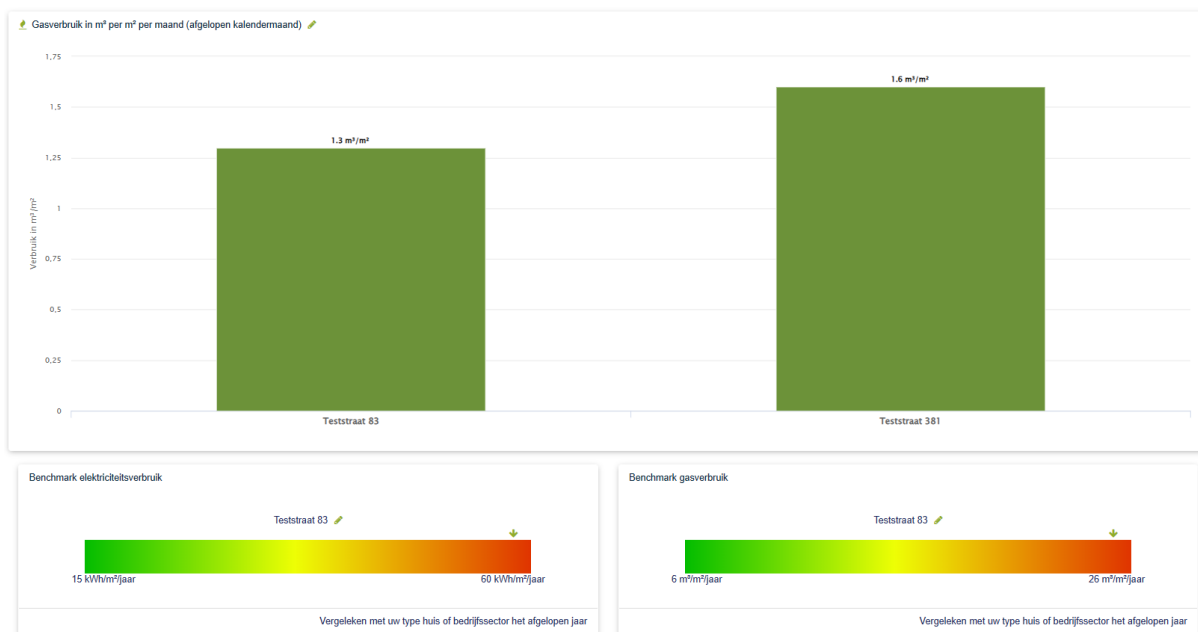 Gasverbruik in m³ per m² per maand (afgelopen kalendermaand)
1,75
1,5
1,25
1
0,75
0,5
0,25
0
Verbruik in m³/m²
1.3 m³/m²
1.6 m³/m²
Teststraat 83
Teststraat 381
Benchmark elektriciteitsverbruik
Teststraat 83
15 kWh/m²/jaar
60 kWh/m²/jaar
Vergeleken met uw type huis of bedrijfssector het afgelopen jaar
Benchmark gasverbruik
Teststraat 83
6 m³/m²/jaar
26 m³/m²/jaar
Vergeleken met uw type huis of bedrijfssector het afgelopen jaar